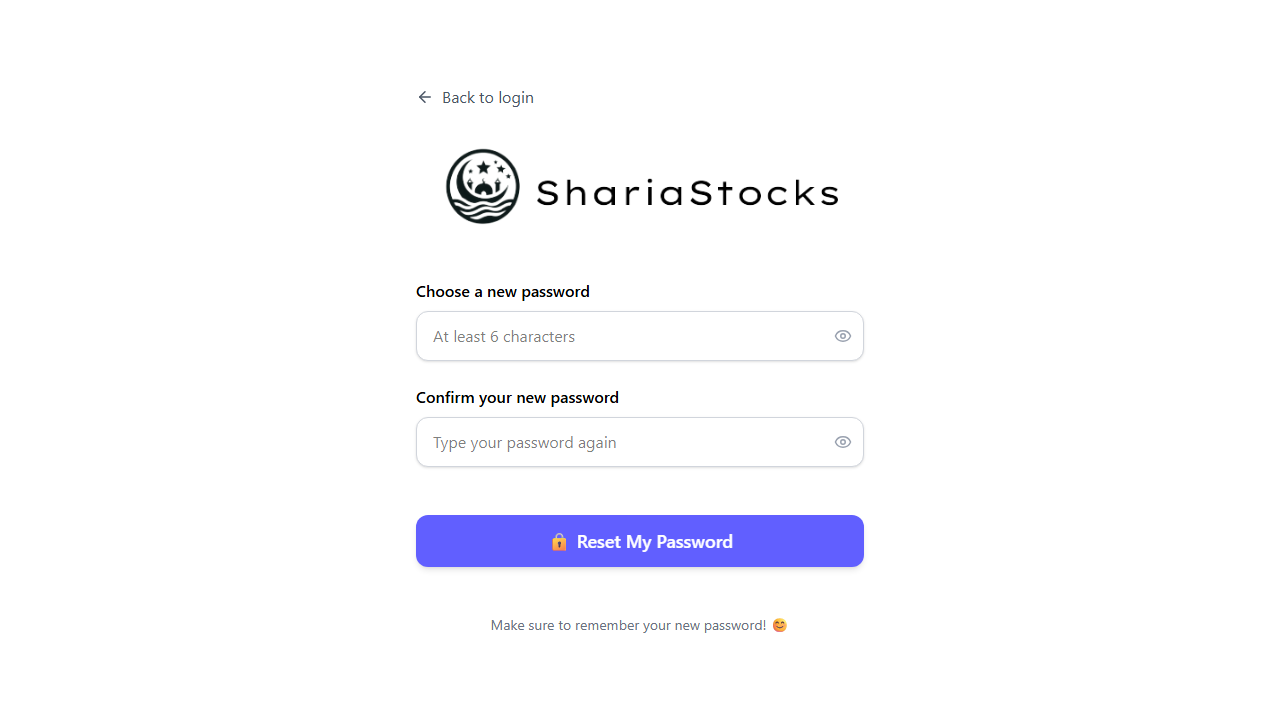 Back to login
ShariaStocks
Choose a new password
At least 6 characters
Confirm your new password
Type your password again
🔒 Reset My Password
Make sure to remember your new password! 😊